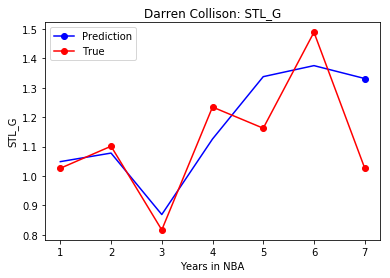 Darren Collison: STL_G
Prediction
True
STL_G
1.5
1.4
1.3
1.2
1.1
1.0
0.9
0.8
1 2 3 4 5 6 7
Years in NBA